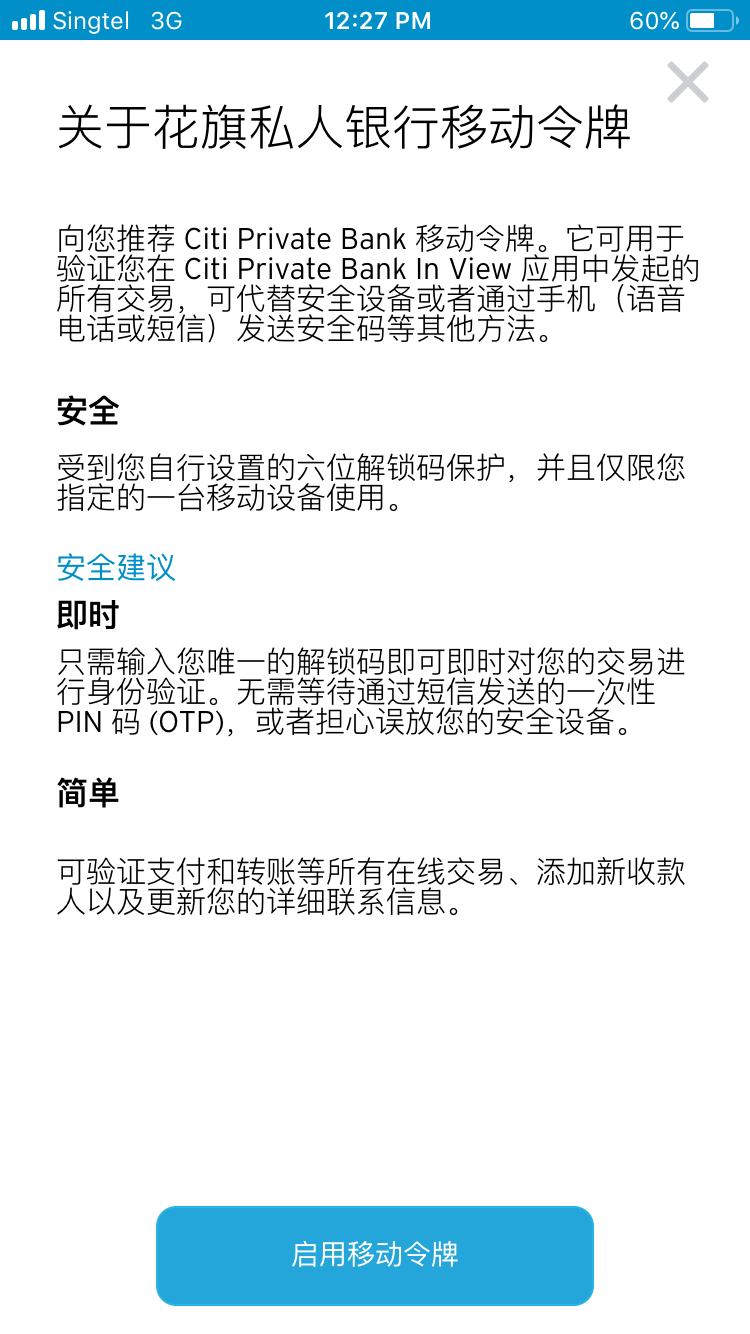 Singtel 3G 12:27 PM 60%
关于花旗私人银行移动令牌
向您推荐 Citi Private Bank 移动令牌。它可用于
验证您在 Citi Private Bank In View 应用中发起的
所有交易，可代替安全设备或者通过手机（语音
电话或短信）发送安全码等其他方法。
安全
受到您自行设置的六位解锁码保护，并且仅限您
指定的一台移动设备使用。
安全建议
即时
只需输入您唯一的解锁码即可即时对您的交易进
行身份验证。无需等待通过短信发送的一次性
PIN 码 (OTP)，或者担心误放您的安全设备。
简单
可验证支付和转账等所有在线交易、添加新收款
人以及更新您的详细联系信息。
启用移动令牌